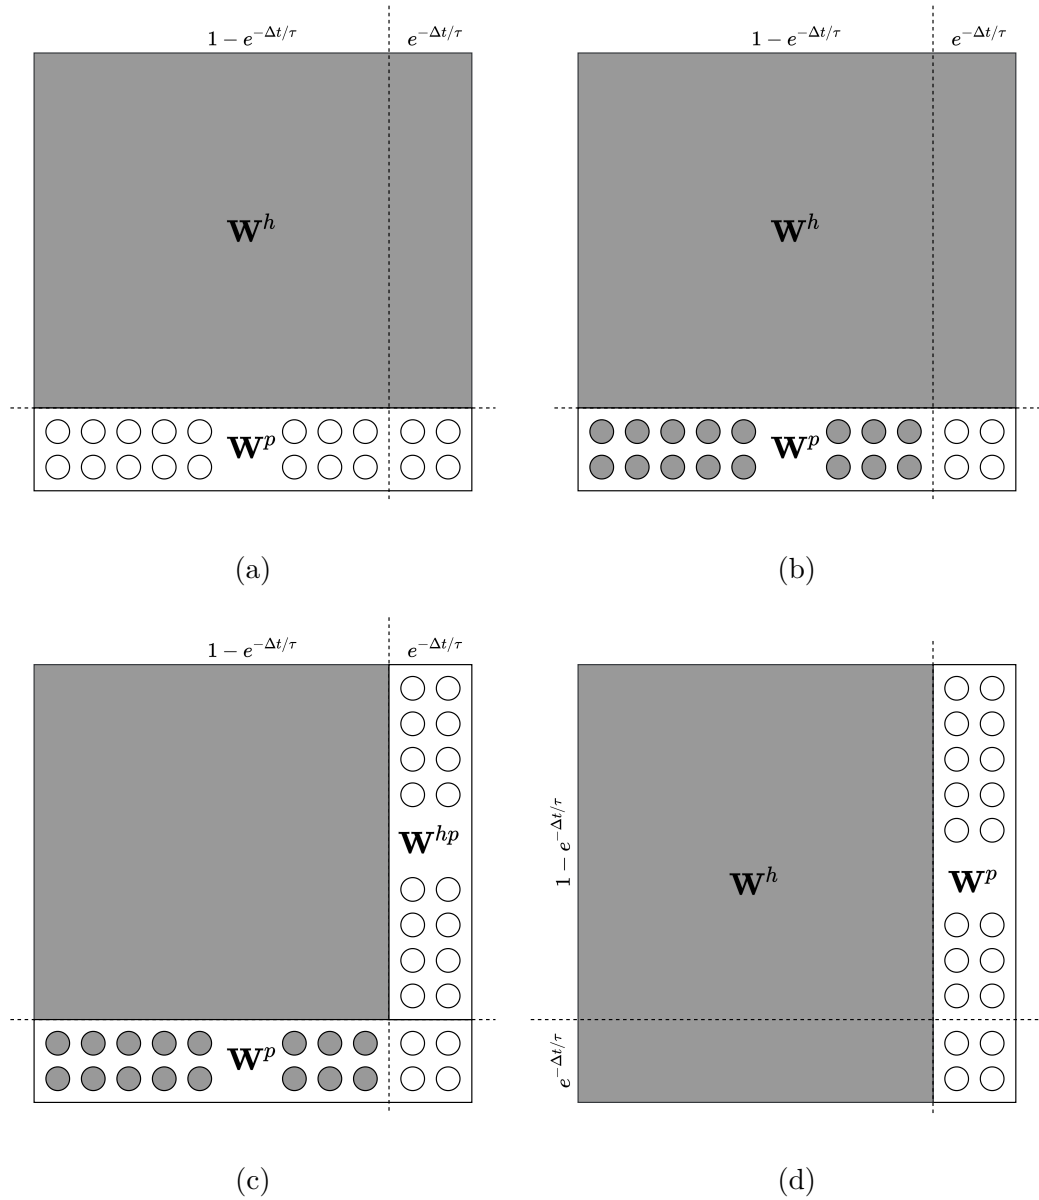 1 − e^{−Δt/τ} e^{−Δt/τ} 1 − e^{−Δt/τ} e^{−Δt/τ}
W^h W^h
W^p W^p
(a) (b)
1 − e^{−Δt/τ} e^{−Δt/τ}
W^{hp}
1 − e^{−Δt/τ}
W^h W^p
W^p
e^{−Δt/τ}
(c) (d)